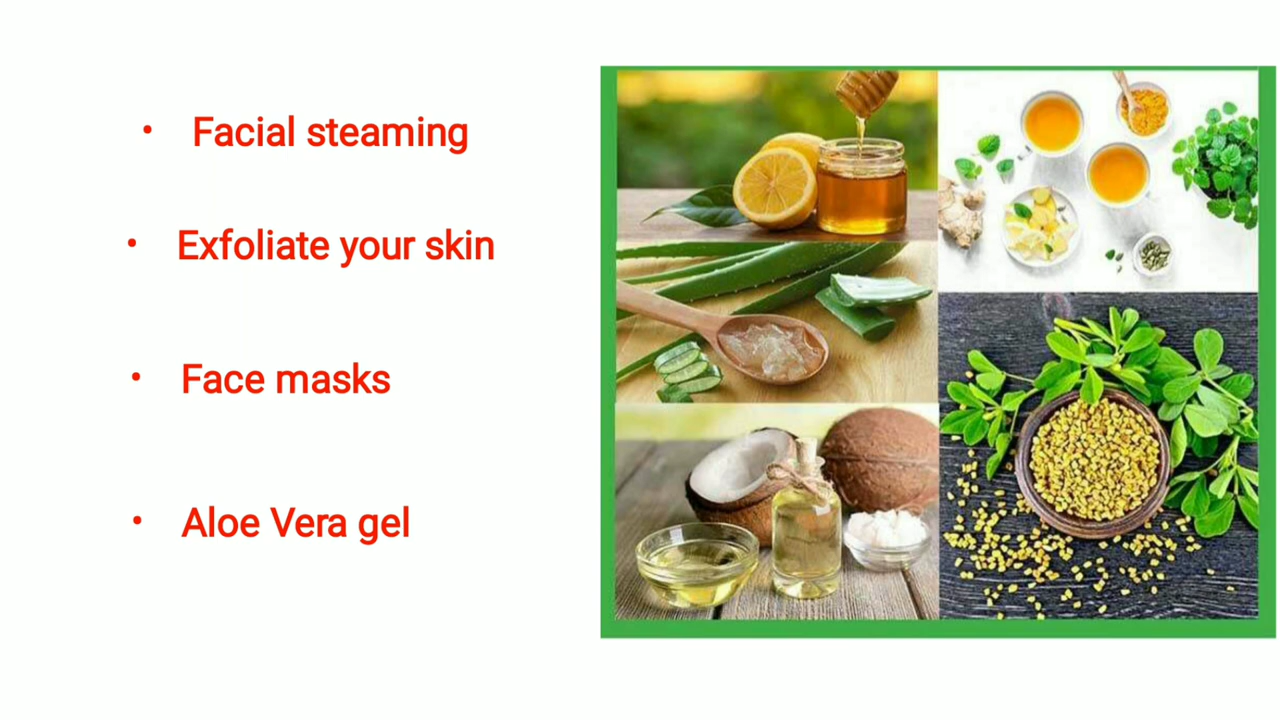 • Facial steaming
• Exfoliate your skin
• Face masks
• Aloe Vera gel